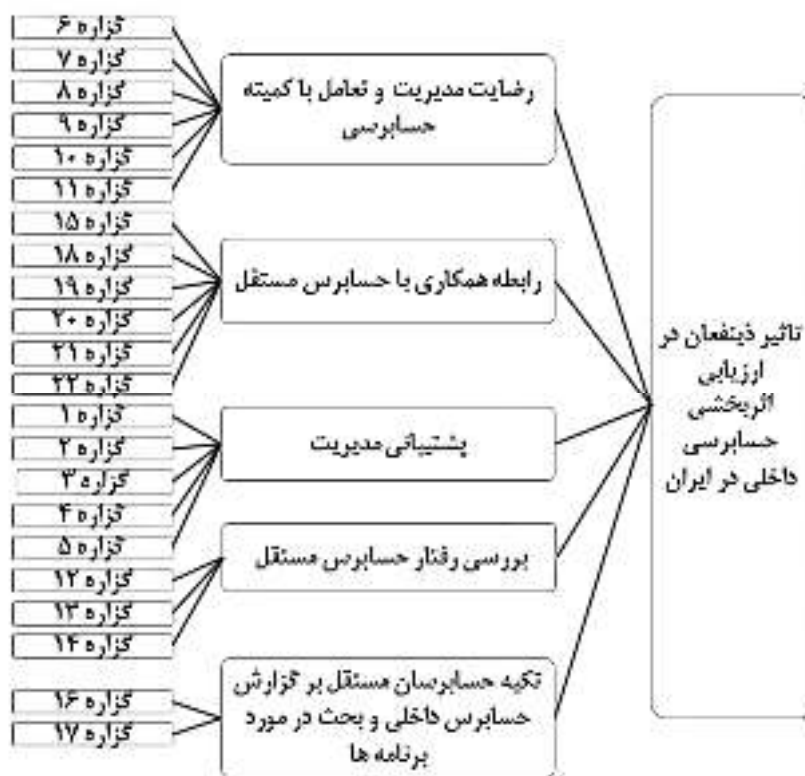 تاثیر ذینفعان در
ارزیابی
اثربخشی
حسابرسی
داخلی در ایران
رضایت مدیریت و تعامل با کمیته
حسابرسی
گزاره ۶
گزاره ۷
گزاره ۸
گزاره ۹
گزاره ۱۰
گزاره ۱۱
رابطه همکاری با حسابرس مستقل
گزاره ۱۵
گزاره ۱۸
گزاره ۱۹
گزاره ۲۰
گزاره ۲۱
گزاره ۲۲
پشتیبانی مدیریت
گزاره ۱
گزاره ۲
گزاره ۳
گزاره ۴
گزاره ۵
بررسی رفتار حسابرس مستقل
گزاره ۱۲
گزاره ۱۳
گزاره ۱۴
تکیه حسابرسان مستقل بر گزارش
حسابرس داخلی و بحث در مورد
برنامه ها
گزاره ۱۶
گزاره ۱۷